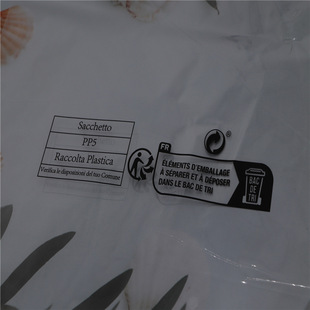 Sacchetto
PP5
Raccolta Plastica
Verifica le disposizioni del tuo Comune
FR
ÉLÉMENTS D'EMBALLAGE
À SÉPARER ET À DÉPOSER
DANS LE BAC DE TRI
BAC
DE
TRI
®